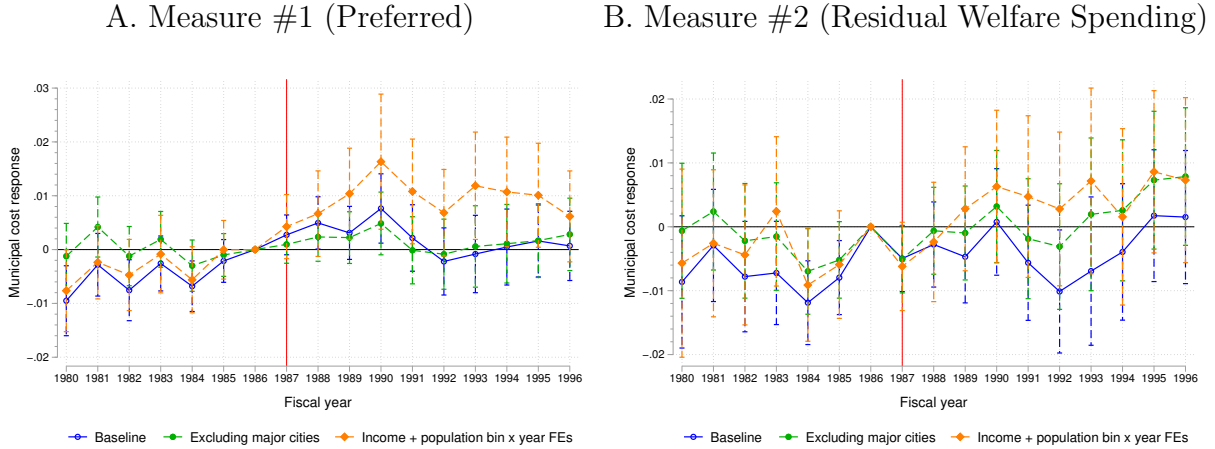 A. Measure #1 (Preferred)
.03
.02
.01
0
-.01
-.02
Municipal cost response
1980 1981 1982 1983 1984 1985 1986 1987 1988 1989 1990 1991 1992 1993 1994 1995 1996
Fiscal year
Baseline Excluding major cities Income + population bin x year FEs
B. Measure #2 (Residual Welfare Spending)
.02
.01
0
-.01
-.02
Municipal cost response
1980 1981 1982 1983 1984 1985 1986 1987 1988 1989 1990 1991 1992 1993 1994 1995 1996
Fiscal year
Baseline Excluding major cities Income + population bin x year FEs